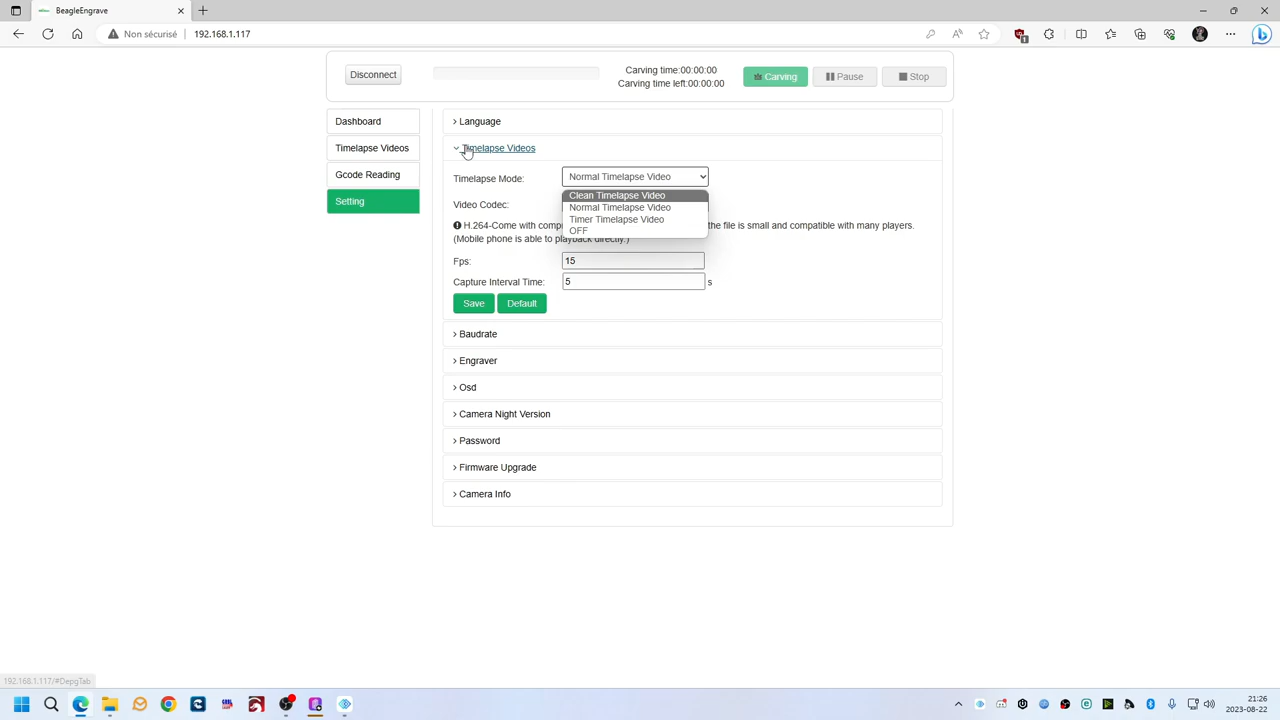 BeagleEngrave
Non sécurisé
192.168.1.117
Disconnect
Carving time:00:00:00
Carving time left:00:00:00
Carving
Pause
Stop
Dashboard
Timelapse Videos
Gcode Reading
Setting
Language
Timelapse Videos
Timelapse Mode:
Normal Timelapse Video
Clean Timelapse Video
Normal Timelapse Video
Timer Timelapse Video
OFF
Video Codec:
H.264-Come with comp the file is small and compatible with many players.
(Mobile phone is able to playback directly.)
Fps:
15
Capture Interval Time:
5
s
Save
Default
Baudrate
Engraver
Osd
Camera Night Version
Password
Firmware Upgrade
Camera Info
192.168.1.117/#DepgTab
21:26
2023-08-22